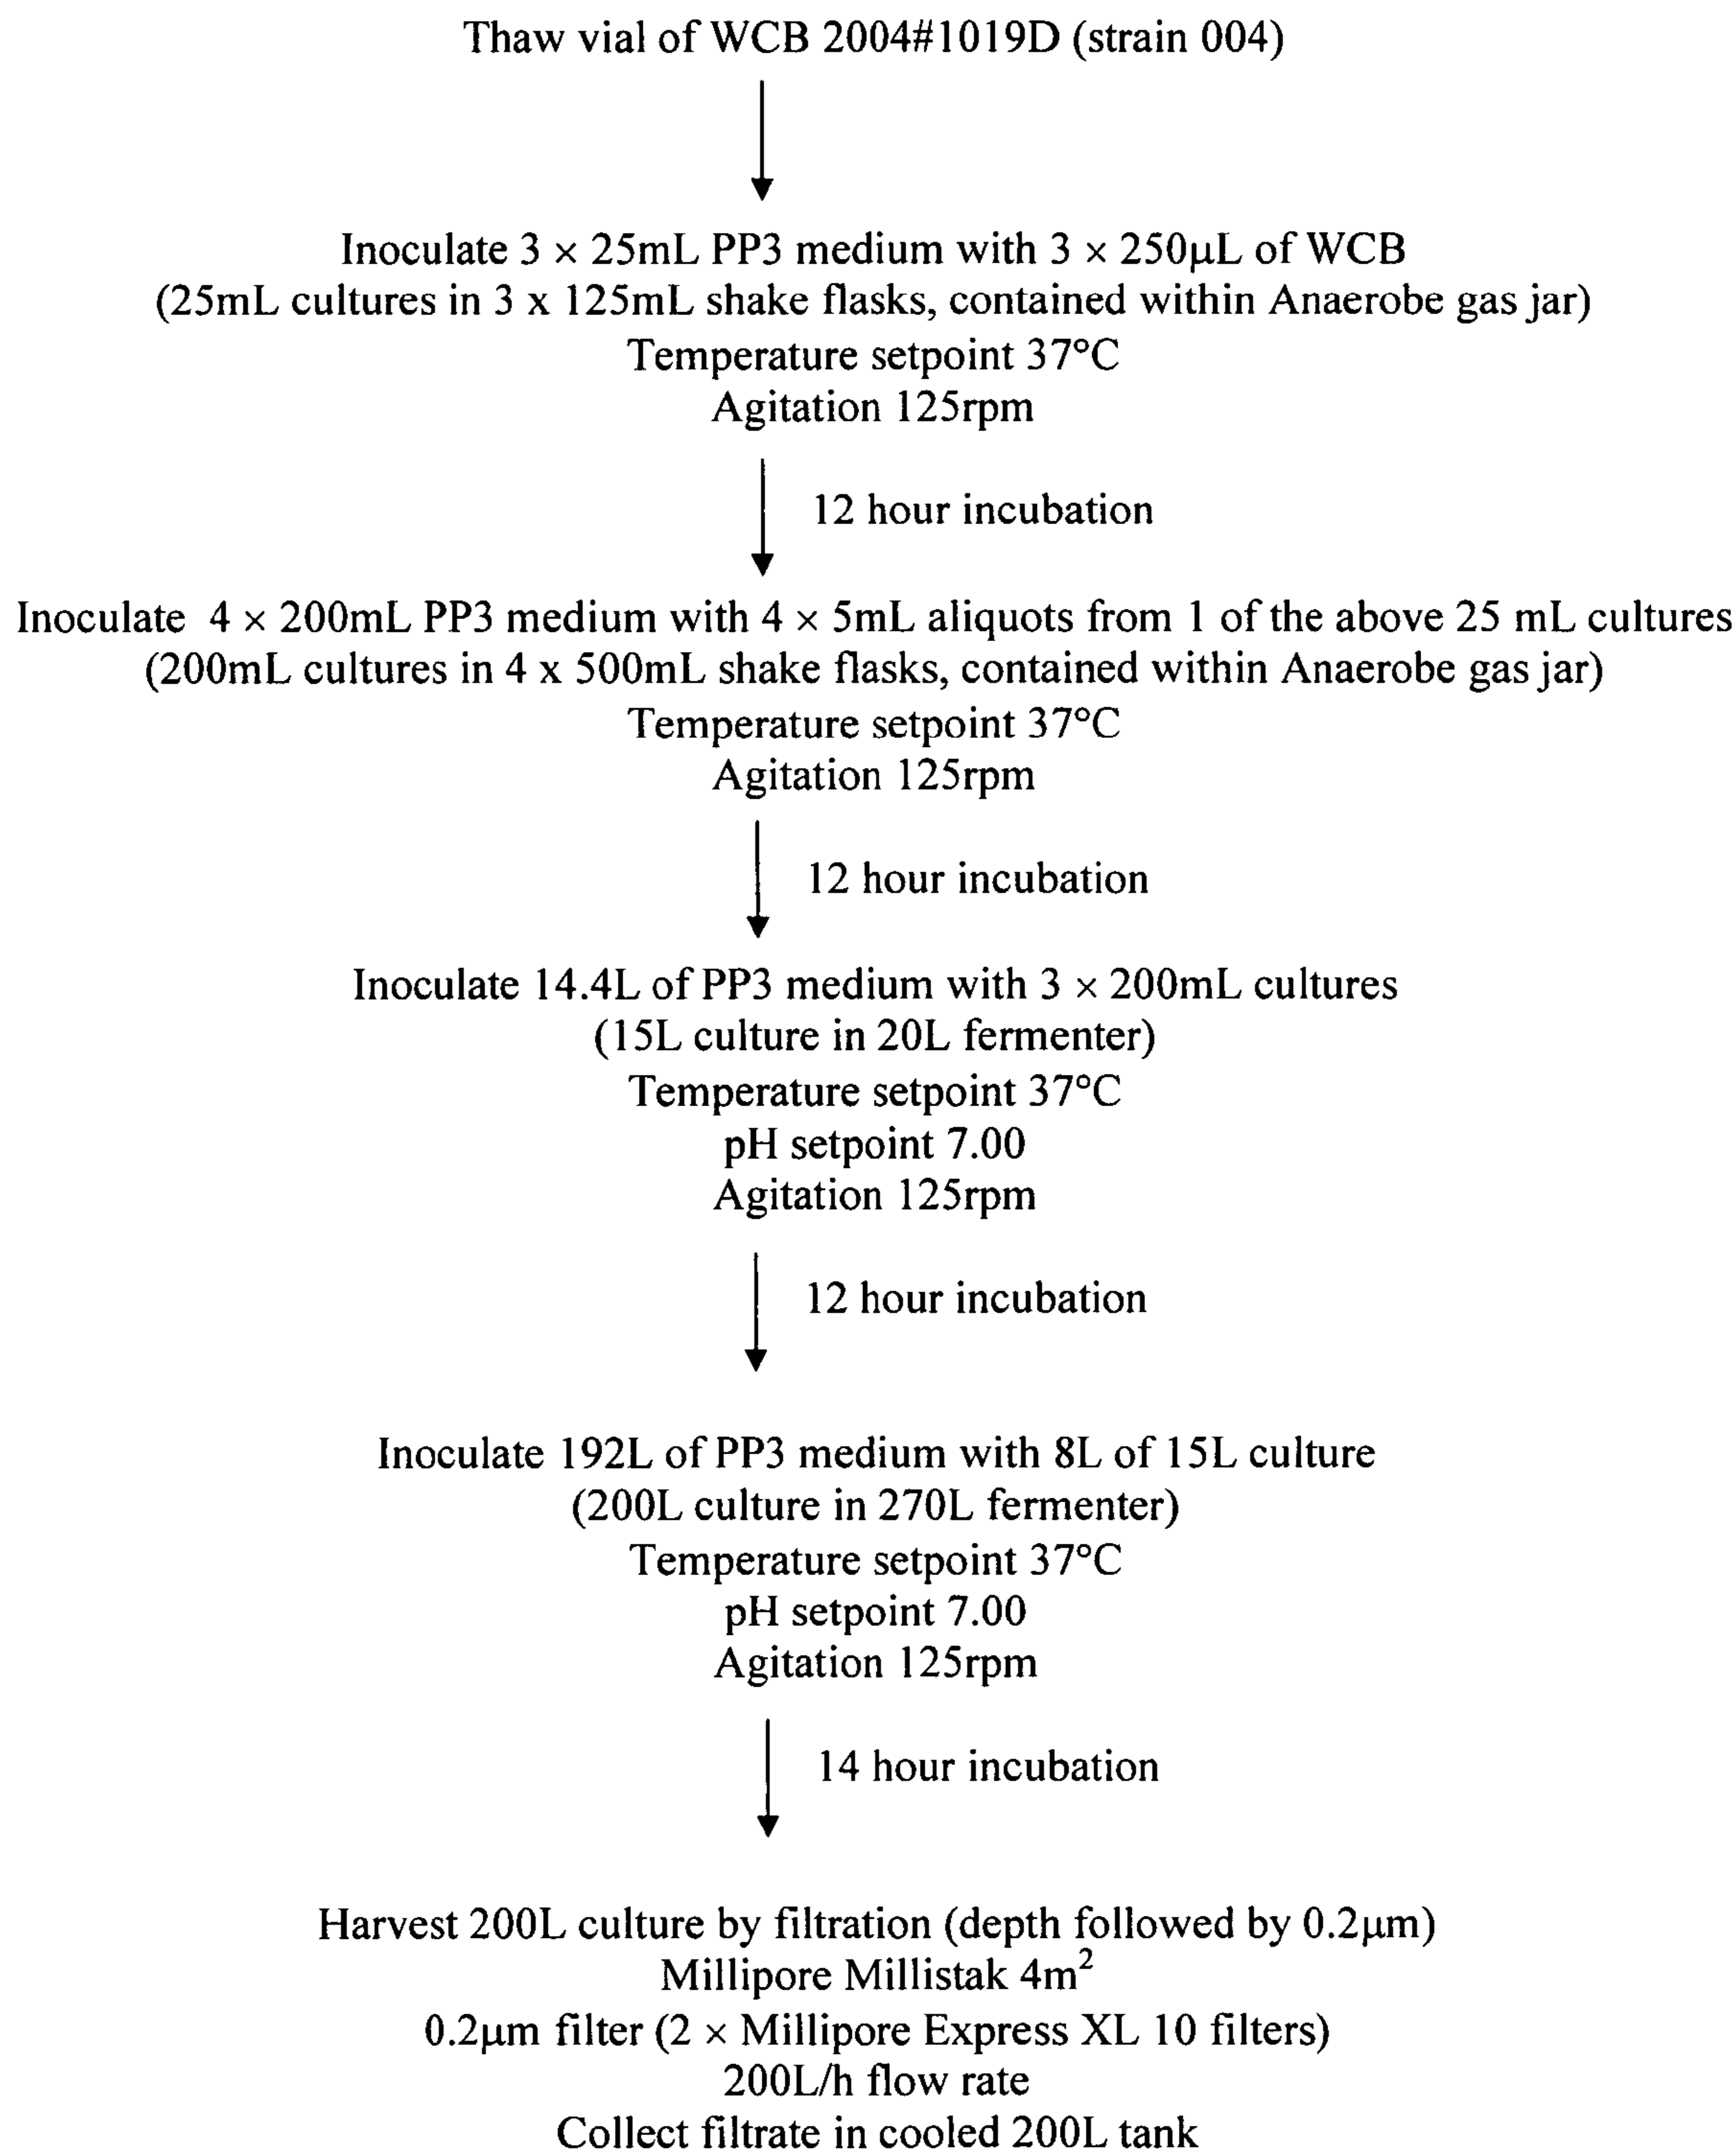 Thaw vial of WCB 2004#1019D (strain 004)
Inoculate 3 × 25mL PP3 medium with 3 × 250µL of WCB
(25mL cultures in 3 x 125mL shake flasks, contained within Anaerobe gas jar)
Temperature setpoint 37°C
Agitation 125rpm
12 hour incubation
Inoculate 4 × 200mL PP3 medium with 4 × 5mL aliquots from 1 of the above 25 mL cultures
(200mL cultures in 4 x 500mL shake flasks, contained within Anaerobe gas jar)
Temperature setpoint 37°C
Agitation 125rpm
12 hour incubation
Inoculate 14.4L of PP3 medium with 3 × 200mL cultures
(15L culture in 20L fermenter)
Temperature setpoint 37°C
pH setpoint 7.00
Agitation 125rpm
12 hour incubation
Inoculate 192L of PP3 medium with 8L of 15L culture
(200L culture in 270L fermenter)
Temperature setpoint 37°C
pH setpoint 7.00
Agitation 125rpm
14 hour incubation
Harvest 200L culture by filtration (depth followed by 0.2µm)
Millipore Millistak 4m²
0.2µm filter (2 × Millipore Express XL 10 filters)
200L/h flow rate
Collect filtrate in cooled 200L tank